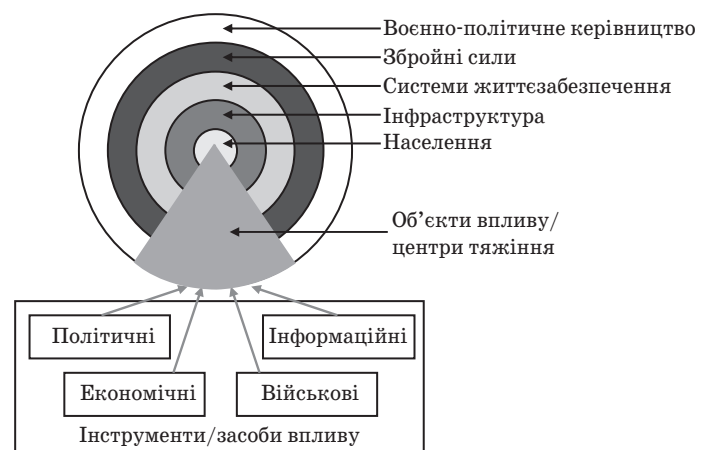 Воєнно-політичне керівництво
Збройні сили
Системи життєзабезпечення
Інфраструктура
Населення
Об’єкти впливу/
центри тяжіння
Політичні
Інформаційні
Економічні
Військові
Інструменти/засоби впливу